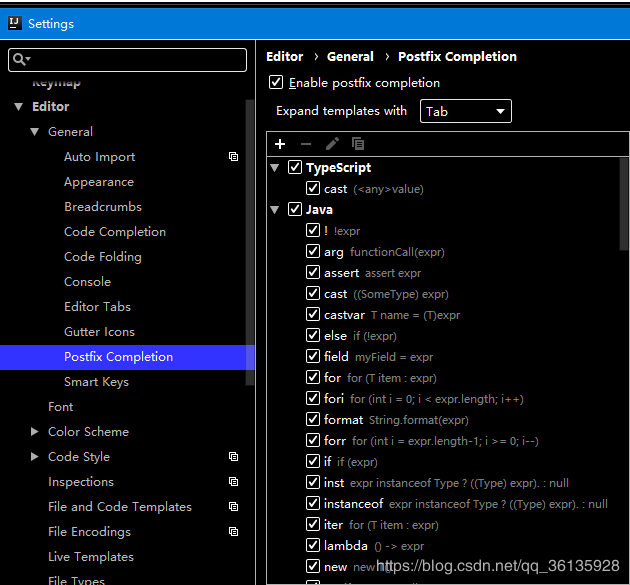 IJ Settings
Keymap
Editor
General
Auto Import
Appearance
Breadcrumbs
Code Completion
Code Folding
Console
Editor Tabs
Gutter Icons
Postfix Completion
Smart Keys
Font
Color Scheme
Code Style
Inspections
File and Code Templates
File Encodings
Live Templates
File Types
Editor › General › Postfix Completion
Enable postfix completion
Expand templates with Tab
TypeScript
cast (<any>value)
Java
! !expr
arg functionCall(expr)
assert assert expr
cast ((SomeType) expr)
castvar T name = (T)expr
else if (!expr)
field myField = expr
for for (T item : expr)
fori for (int i = 0; i < expr.length; i++)
format String.format(expr)
forr for (int i = expr.length-1; i >= 0; i--)
if if (expr)
inst expr instanceof Type ? ((Type) expr). : null
instanceof expr instanceof Type ? ((Type) expr). : null
iter for (T item : expr)
lambda () -> expr
new new
https://blog.csdn.net/qq_36135928